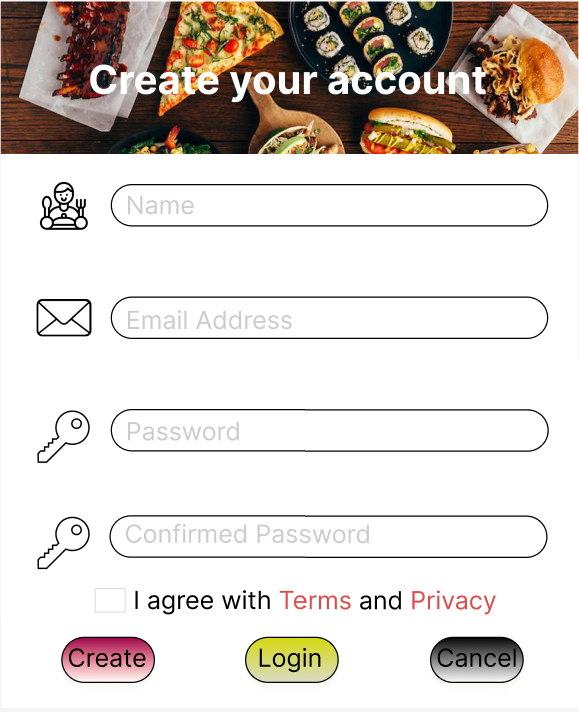 Create your account
Name
Email Address
Password
Confirmed Password
I agree with Terms and Privacy
Create Login Cancel